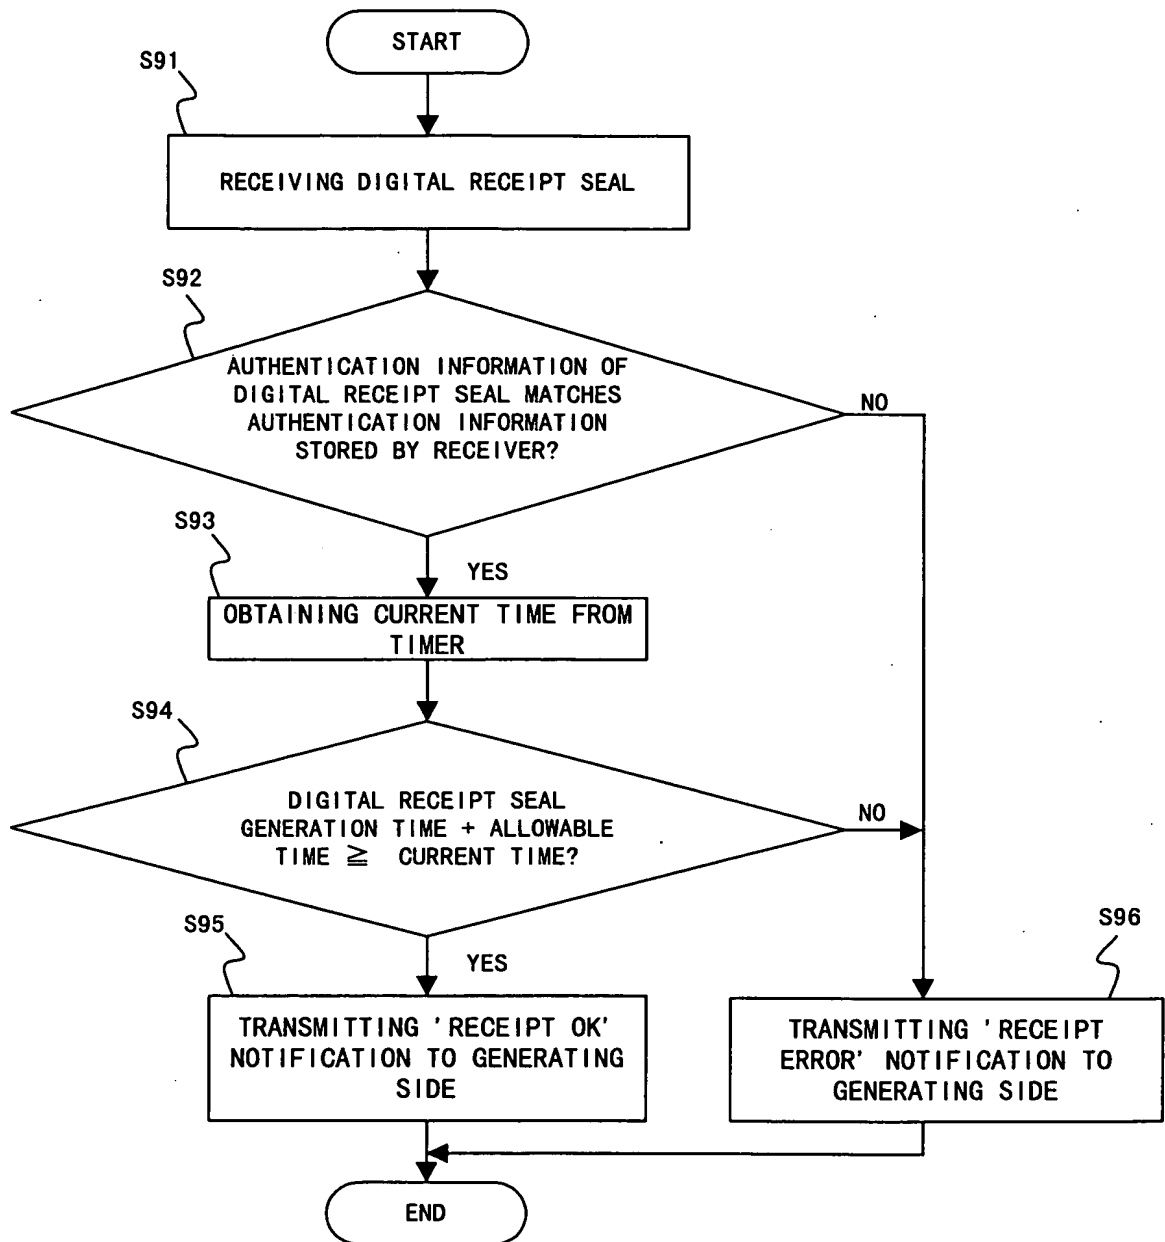 START
S91
RECEIVING DIGITAL RECEIPT SEAL
S92
AUTHENTICATION INFORMATION OF
DIGITAL RECEIPT SEAL MATCHES
AUTHENTICATION INFORMATION
STORED BY RECEIVER?
NO
S93
YES
OBTAINING CURRENT TIME FROM
TIMER
S94
DIGITAL RECEIPT SEAL
GENERATION TIME + ALLOWABLE
TIME ≧ CURRENT TIME?
NO
S95
YES
S96
TRANSMITTING 'RECEIPT OK'
NOTIFICATION TO GENERATING
SIDE
TRANSMITTING 'RECEIPT
ERROR' NOTIFICATION TO
GENERATING SIDE
END